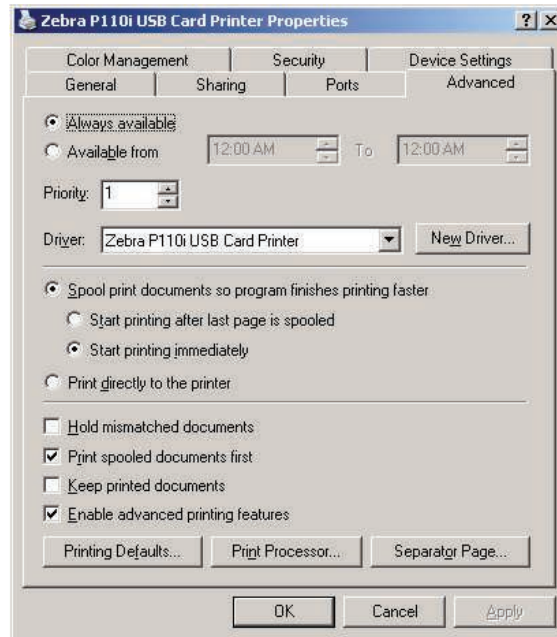 Zebra P110i USB Card Printer Properties ? x
Color Management Security Device Settings
General Sharing Ports Advanced
Always available
Available from 12:00 AM To 12:00 AM
Priority: 1
Driver: Zebra P110i USB Card Printer New Driver...
Spool print documents so program finishes printing faster
Start printing after last page is spooled
Start printing immediately
Print directly to the printer
Hold mismatched documents
Print spooled documents first
Keep printed documents
Enable advanced printing features
Printing Defaults... Print Processor... Separator Page...
OK Cancel Apply